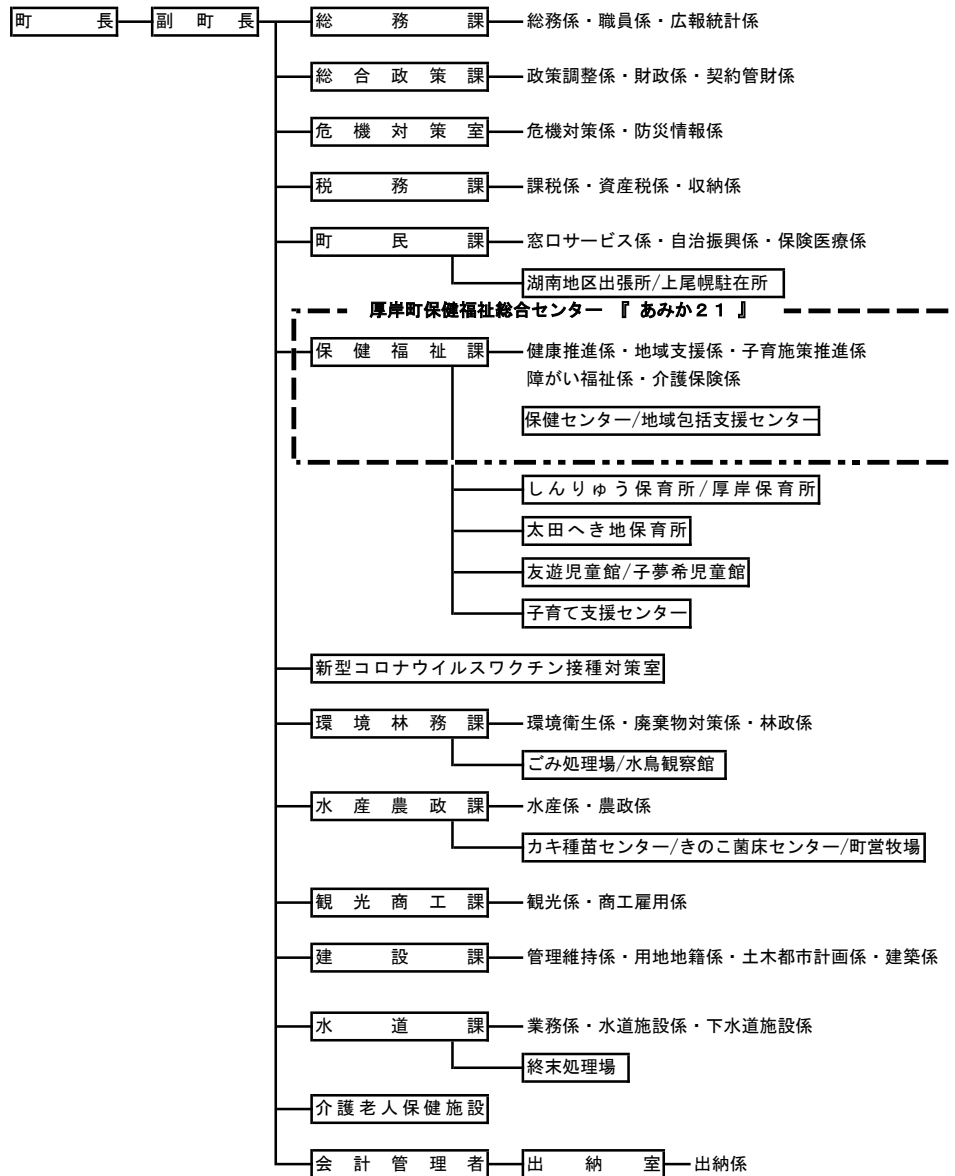 町長 副町長 総務課 総務係・職員係・広報統計係
総合政策課 政策調整係・財政係・契約管財係
危機対策室 危機対策係・防災情報係
税務課 課税係・資産税係・収納係
町民課 窓口サービス係・自治振興係・保険医療係
湖南地区出張所/上尾幌駐在所
厚岸町保健福祉総合センター 『 あみか21 』
保健福祉課 健康推進係・地域支援係・子育施策推進係
障がい福祉係・介護保険係
保健センター/地域包括支援センター
しんりゅう保育所/厚岸保育所
太田へき地保育所
友遊児童館/子夢希児童館
子育て支援センター
新型コロナウイルスワクチン接種対策室
環境林務課 環境衛生係・廃棄物対策係・林政係
ごみ処理場/水鳥観察館
水産農政課 水産係・農政係
カキ種苗センター/きのこ菌床センター/町営牧場
観光商工課 観光係・商工雇用係
建設課 管理維持係・用地地籍係・土木都市計画係・建築係
水道課 業務係・水道施設係・下水道施設係
終末処理場
介護老人保健施設
会計管理者 出納室 出納係